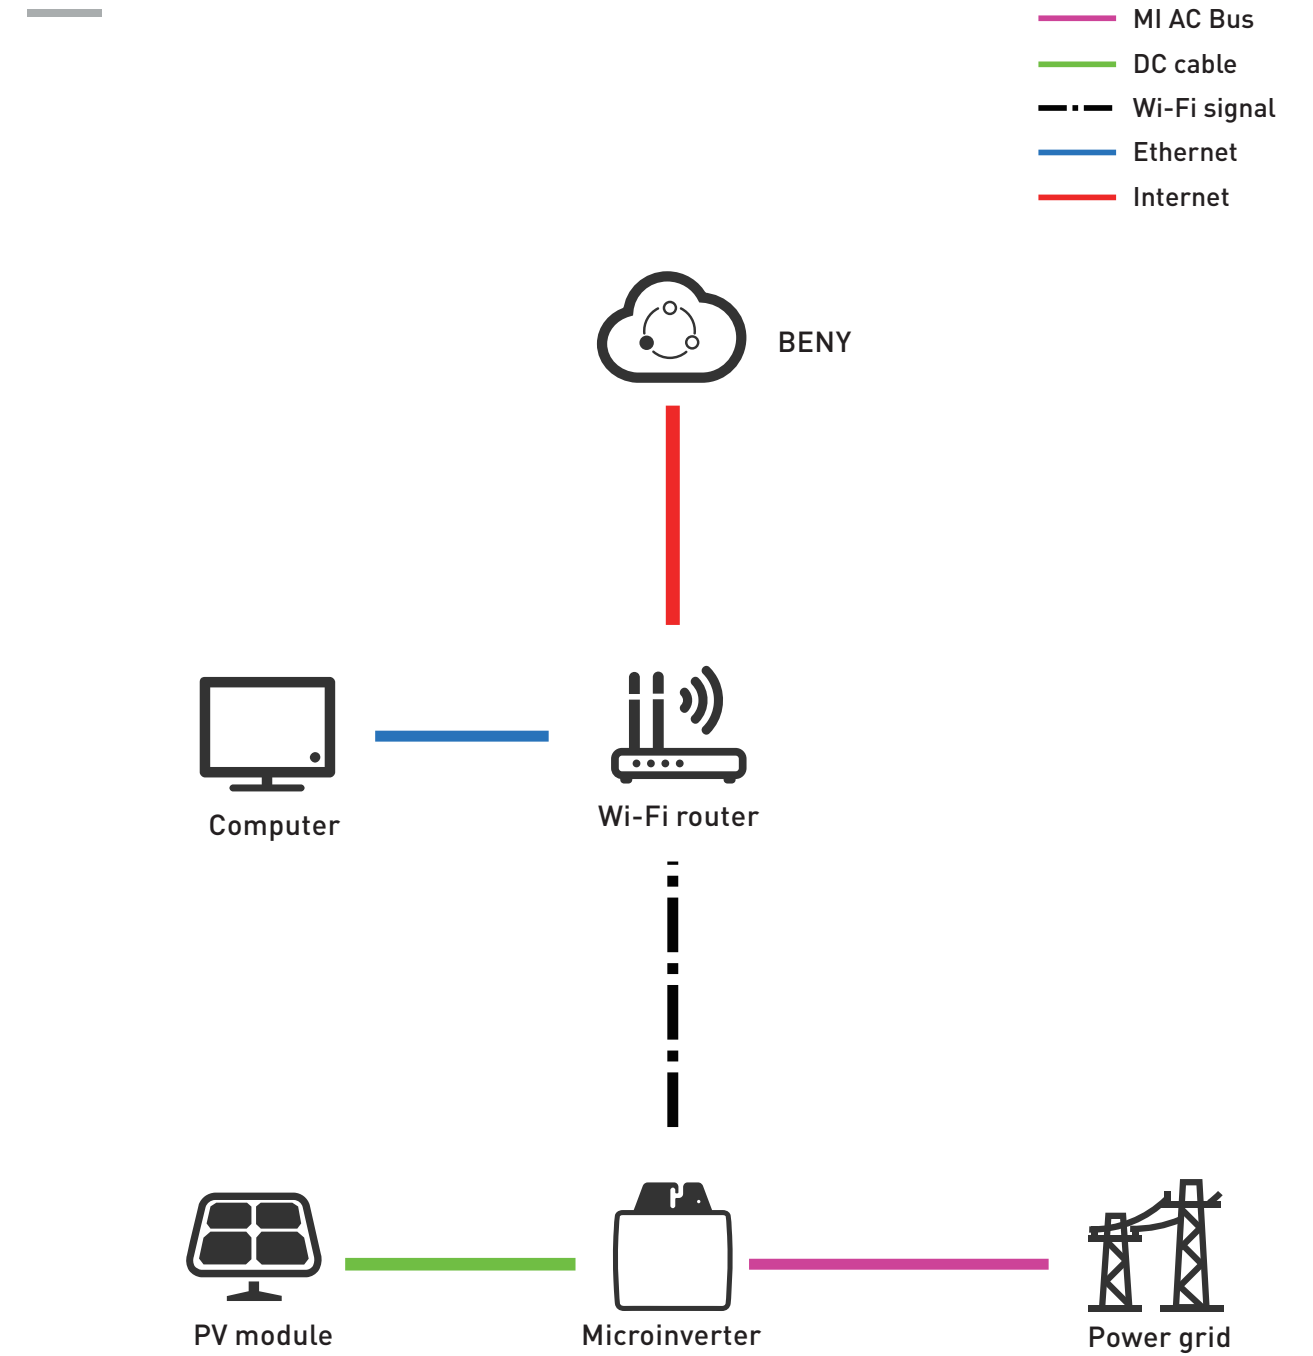 MI AC Bus
DC cable
Wi-Fi signal
Ethernet
Internet
BENY
Computer
Wi-Fi router
PV module
Microinverter
Power grid